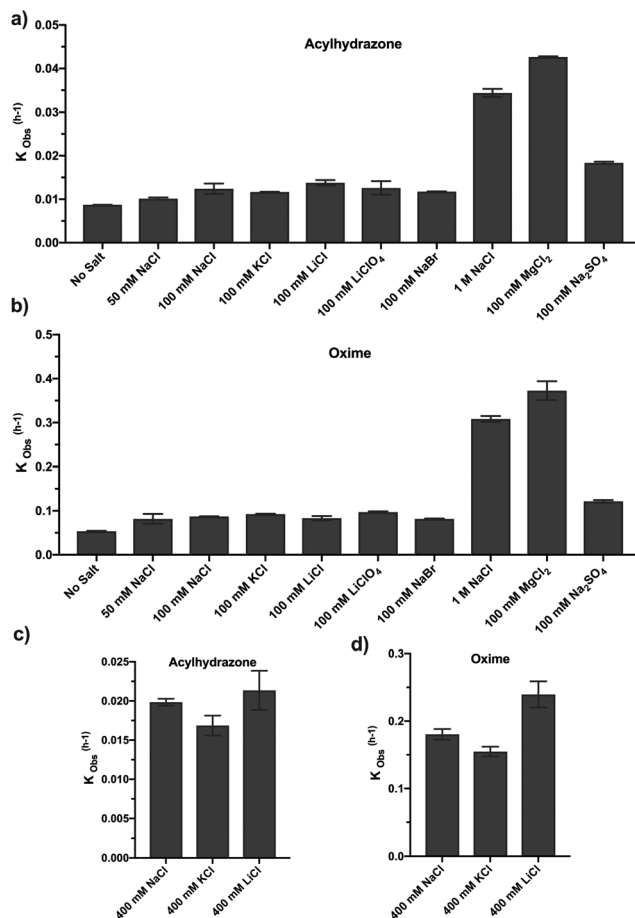 a)
Acylhydrazone
K Obs (h-1)
0.05
0.04
0.03
0.02
0.01
0.00
No Salt
50 mM NaCl
100 mM NaCl
100 mM KCl
100 mM LiCl
100 mM LiClO4
100 mM NaBr
1 M NaCl
100 mM MgCl2
100 mM Na2SO4
b)
Oxime
K Obs (h-1)
0.5
0.4
0.3
0.2
0.1
0.0
No Salt
50 mM NaCl
100 mM NaCl
100 mM KCl
100 mM LiCl
100 mM LiClO4
100 mM NaBr
1 M NaCl
100 mM MgCl2
100 mM Na2SO4
c)
Acylhydrazone
K Obs (h-1)
0.025
0.020
0.015
0.010
0.005
0.000
400 mM NaCl
400 mM KCl
400 mM LiCl
d)
Oxime
K Obs (h-1)
0.3
0.2
0.1
0.0
400 mM NaCl
400 mM KCl
400 mM LiCl